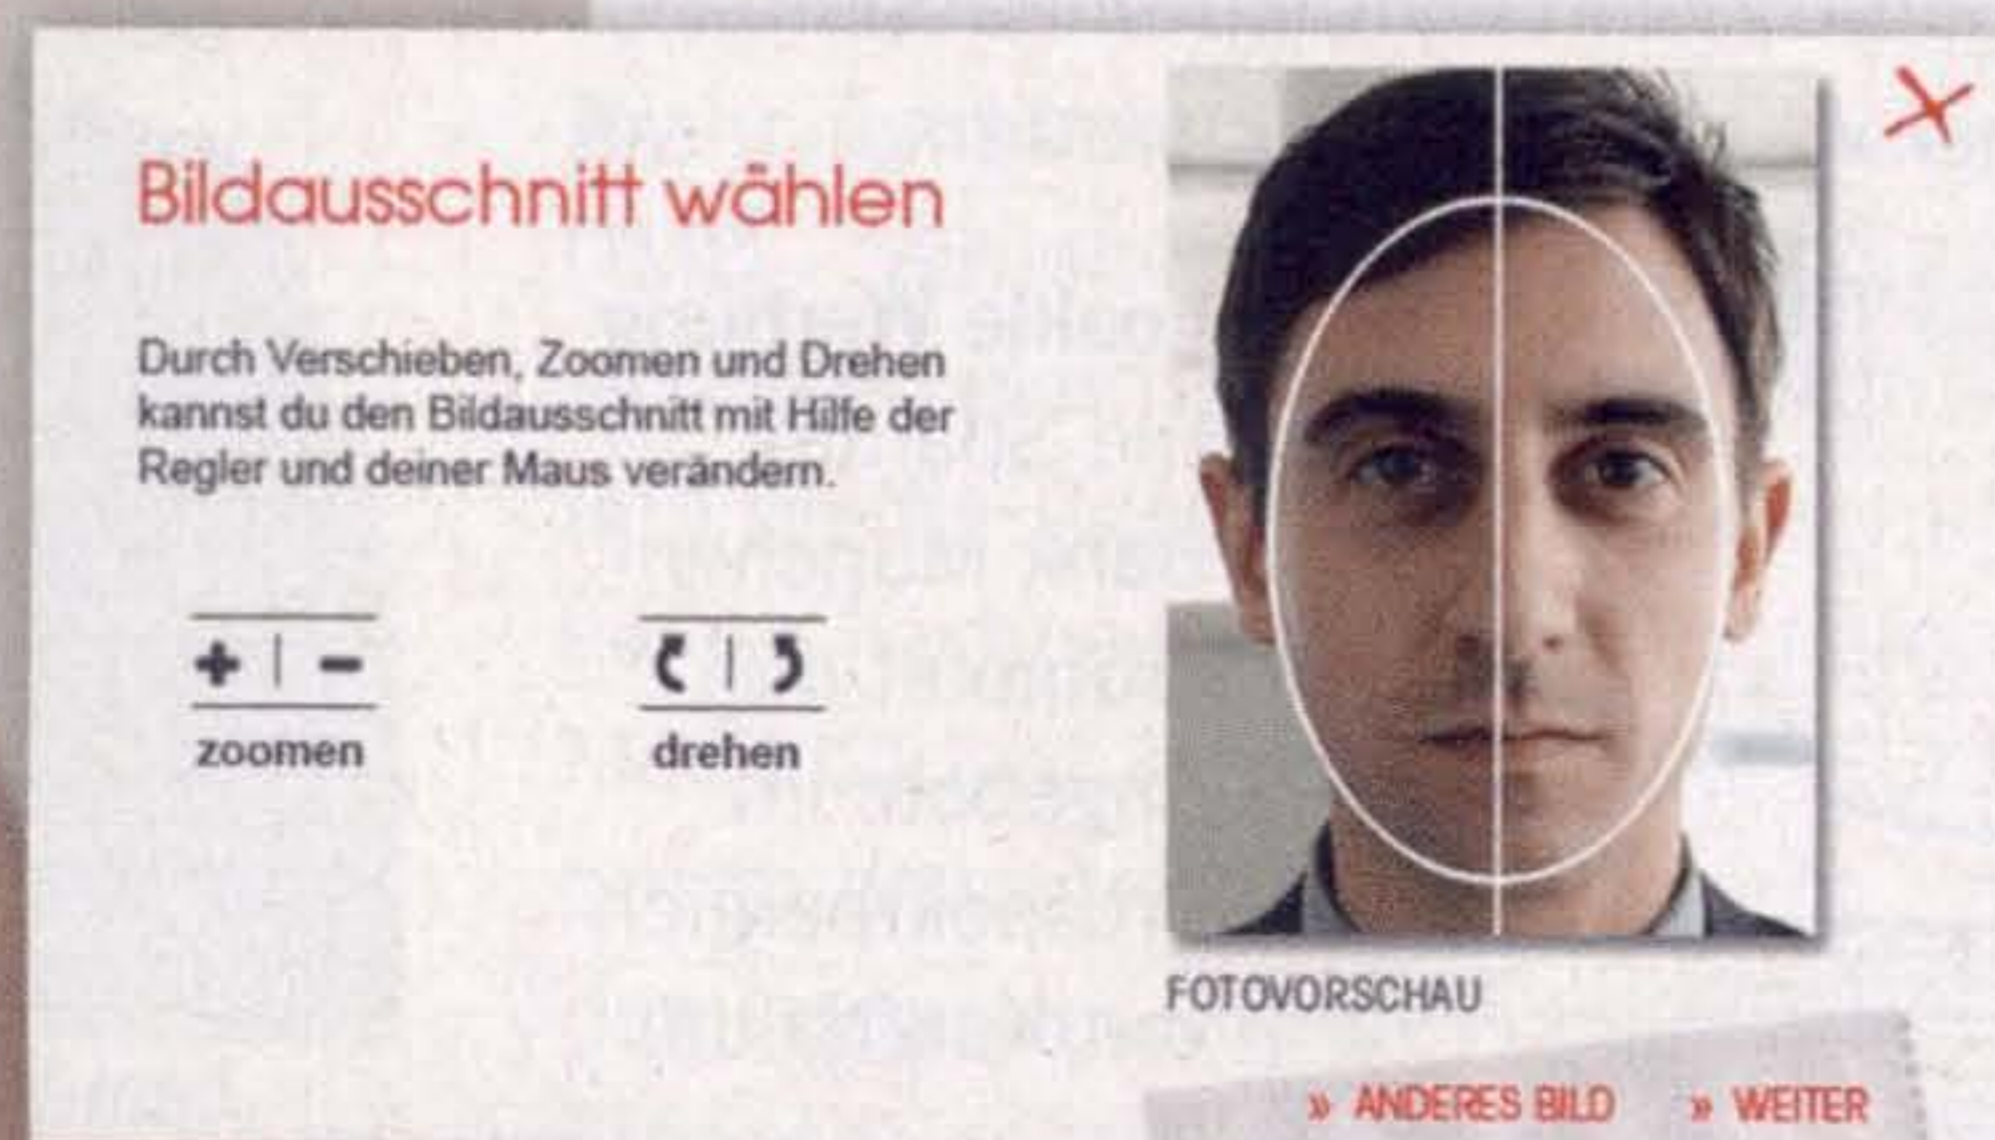 Bildausschnitt wählen
Durch Verschieben, Zoomen und Drehen
kannst du den Bildausschnitt mit Hilfe der
Regler und deiner Maus verändern.
+ | -
zoomen
drehen
FOTOVORSCHAU
» ANDERES BILD » WEITER